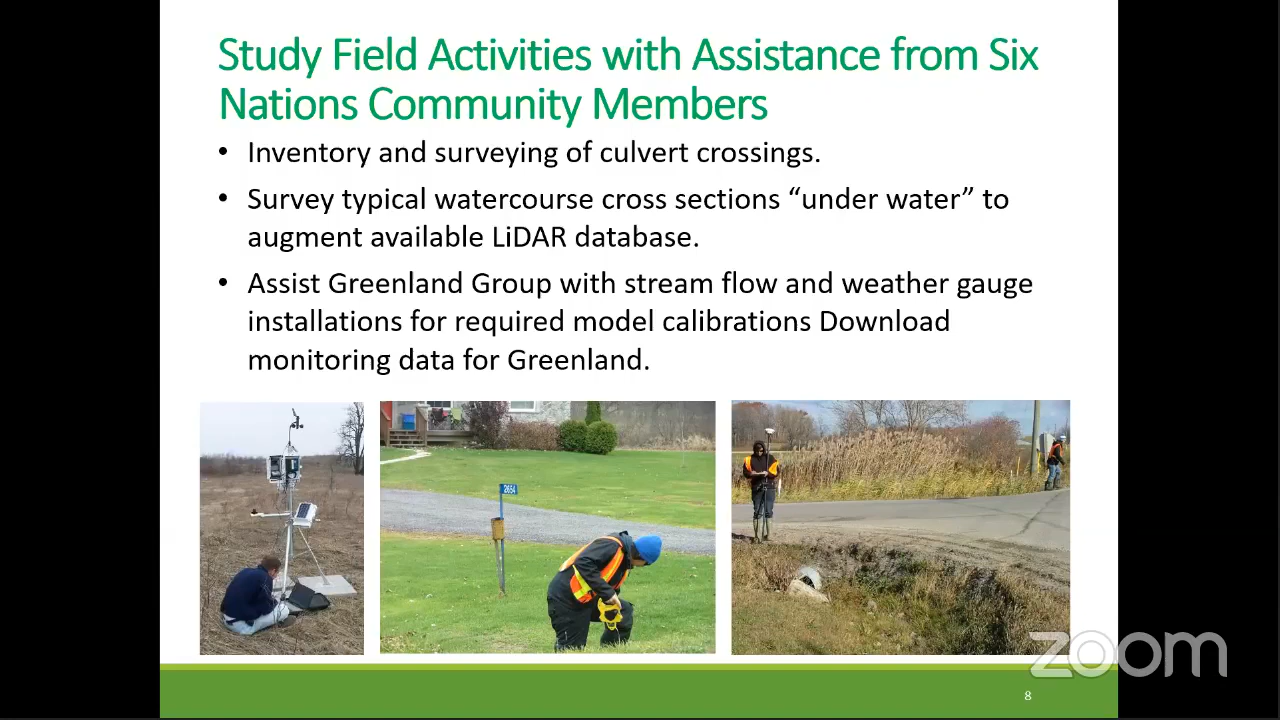 Study Field Activities with Assistance from Six
Nations Community Members
• Inventory and surveying of culvert crossings.
• Survey typical watercourse cross sections “under water” to
augment available LiDAR database.
• Assist Greenland Group with stream flow and weather gauge
installations for required model calibrations Download
monitoring data for Greenland.
2654
zoom
8